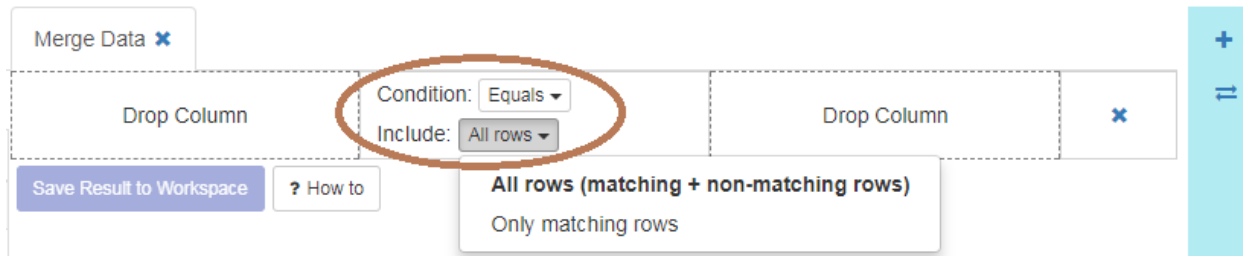 Merge Data ✖
Drop Column
Condition: Equals
Include: All rows
Drop Column
Save Result to Workspace
? How to
All rows (matching + non-matching rows)
Only matching rows